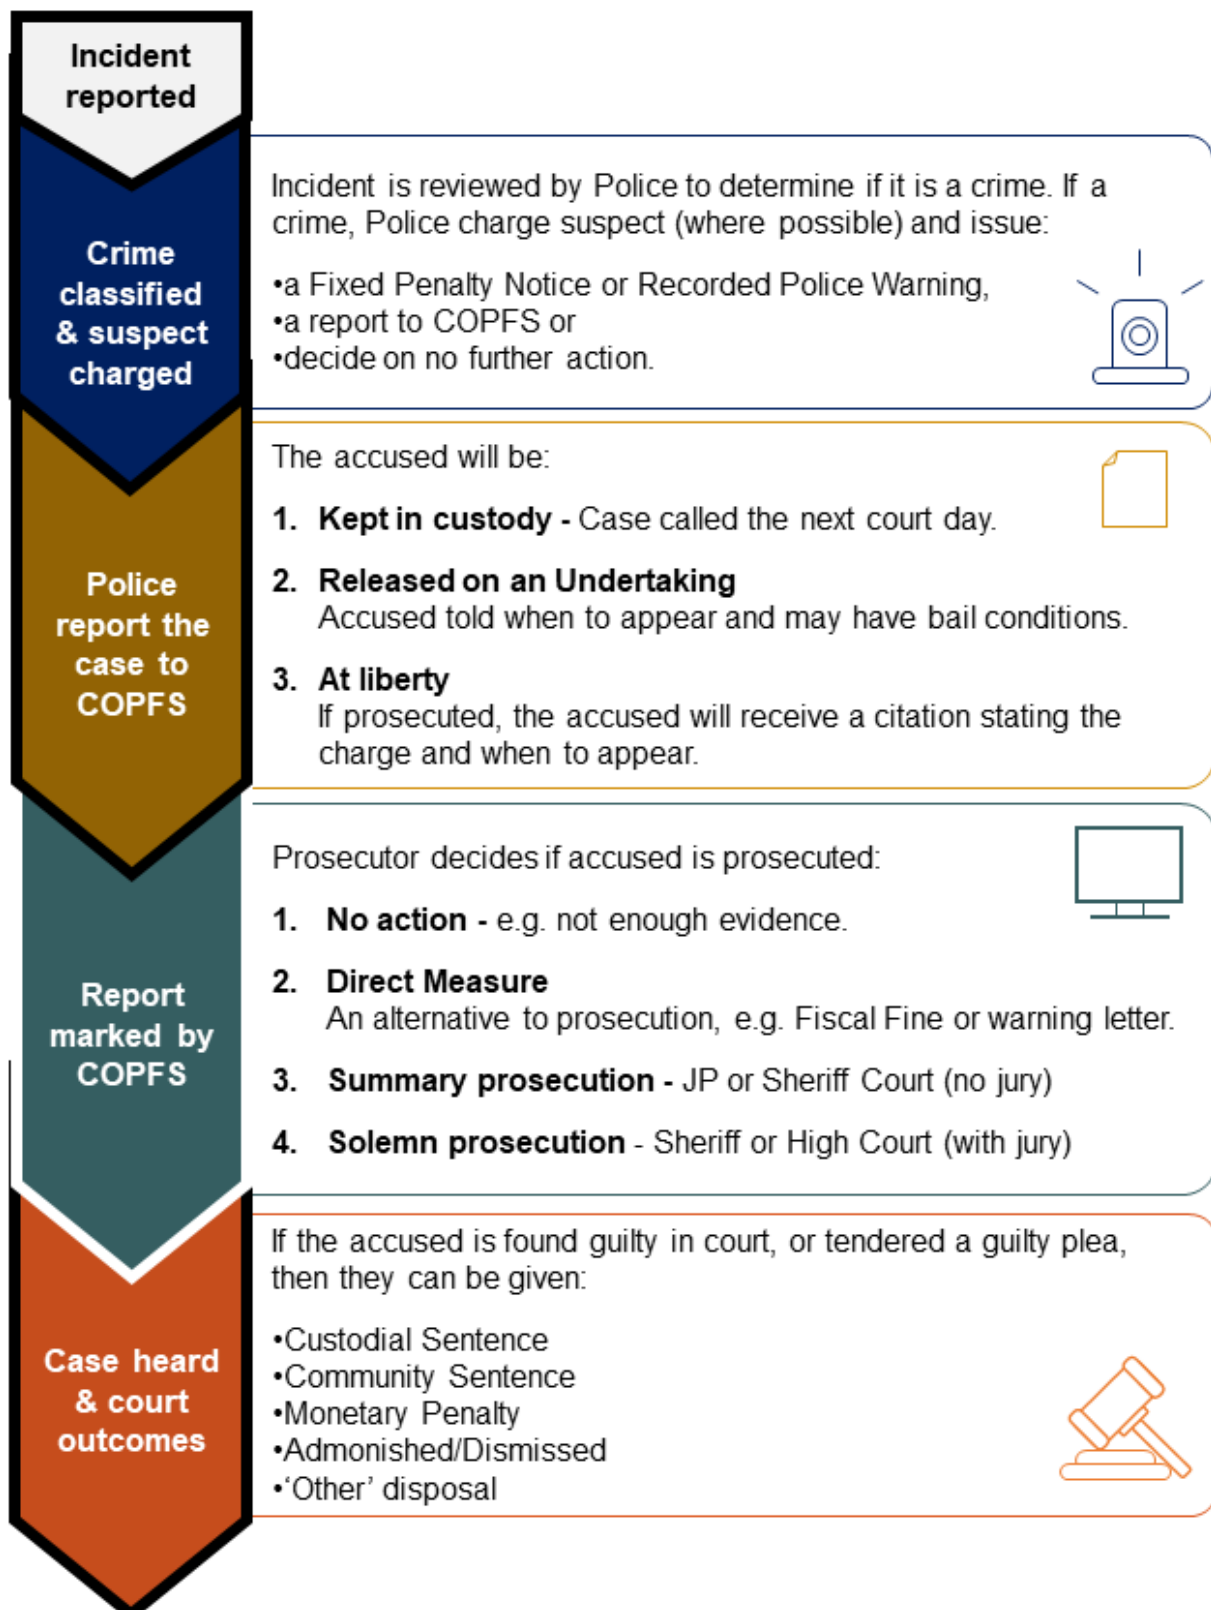 Incident
reported
Crime
classified
& suspect
charged
Incident is reviewed by Police to determine if it is a crime. If a
crime, Police charge suspect (where possible) and issue:
•a Fixed Penalty Notice or Recorded Police Warning,
•a report to COPFS or
•decide on no further action.
Police
report the
case to
COPFS
The accused will be:
1. Kept in custody - Case called the next court day.
2. Released on an Undertaking
Accused told when to appear and may have bail conditions.
3. At liberty
If prosecuted, the accused will receive a citation stating the
charge and when to appear.
Report
marked by
COPFS
Prosecutor decides if accused is prosecuted:
1. No action - e.g. not enough evidence.
2. Direct Measure
An alternative to prosecution, e.g. Fiscal Fine or warning letter.
3. Summary prosecution - JP or Sheriff Court (no jury)
4. Solemn prosecution - Sheriff or High Court (with jury)
Case heard
& court
outcomes
If the accused is found guilty in court, or tendered a guilty plea,
then they can be given:
•Custodial Sentence
•Community Sentence
•Monetary Penalty
•Admonished/Dismissed
•‘Other’ disposal